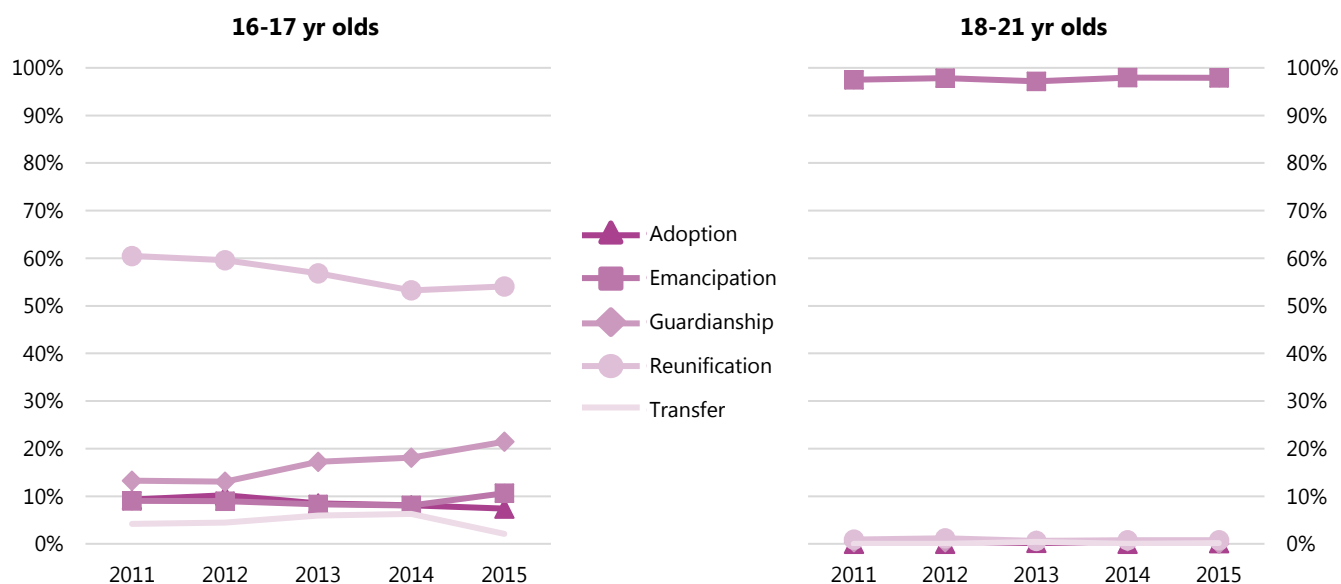 16-17 yr olds
100%
90%
80%
70%
60%
50%
40%
30%
20%
10%
0%
2011 2012 2013 2014 2015
Adoption
Emancipation
Guardianship
Reunification
Transfer
18-21 yr olds
100%
90%
80%
70%
60%
50%
40%
30%
20%
10%
0%
2011 2012 2013 2014 2015